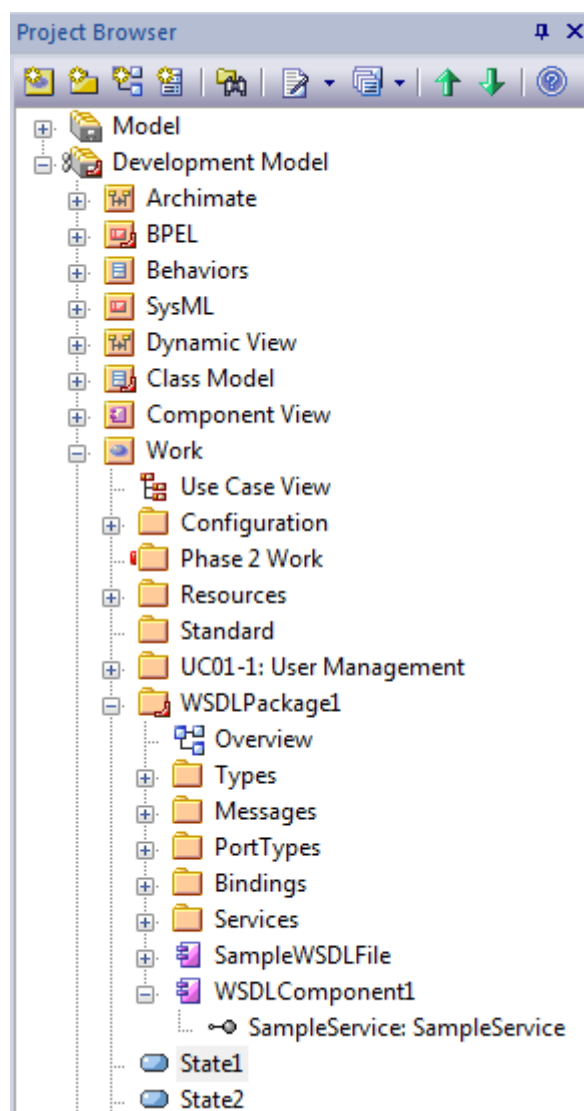 Project Browser
Model
Development Model
Archimate
BPEL
Behaviors
SysML
Dynamic View
Class Model
Component View
Work
Use Case View
Configuration
Phase 2 Work
Resources
Standard
UC01-1: User Management
WSDLPackage1
Overview
Types
Messages
PortTypes
Bindings
Services
SampleWSDLFile
WSDLComponent1
SampleService: SampleService
State1
State2